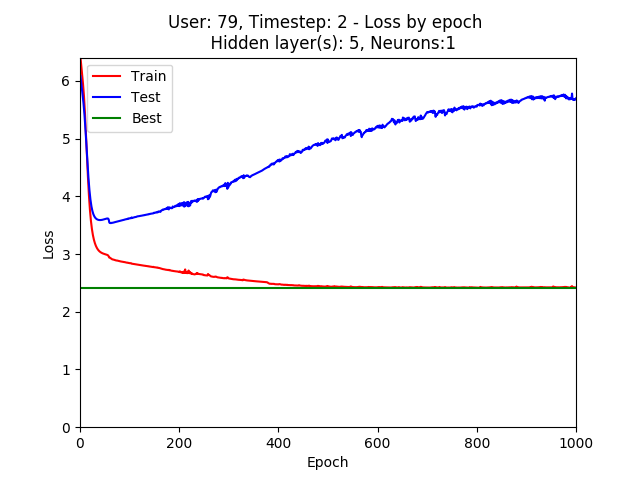 User: 79, Timestep: 2 - Loss by epoch
Hidden layer(s): 5, Neurons:1
Train
Test
Best
6
5
4
3
2
1
0
Loss
0 200 400 600 800 1000
Epoch